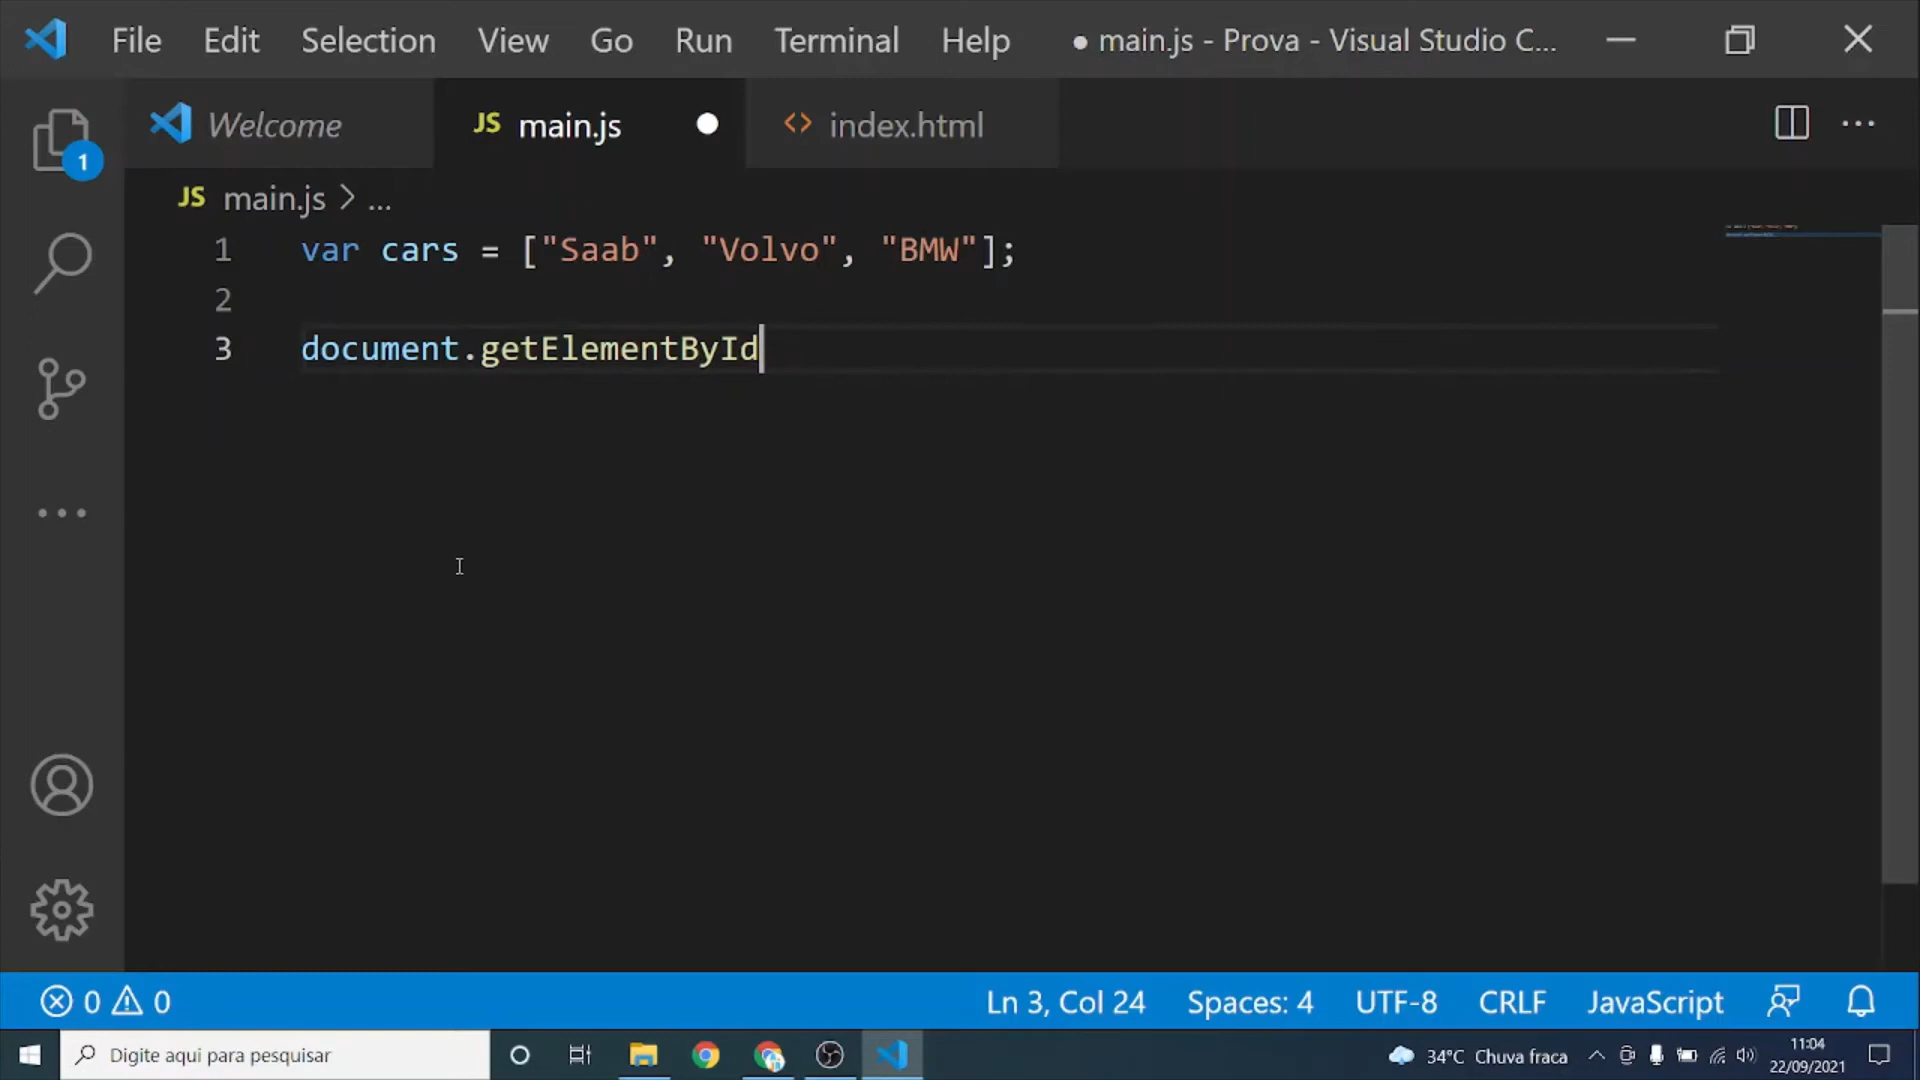 File Edit Selection View Go Run Terminal Help ● main.js - Prova - Visual Studio C...
Welcome JS main.js ● <> index.html ...
1
JS main.js > ...
1 var cars = ["Saab", "Volvo", "BMW"];
2
3 document.getElementById
0 0 Ln 3, Col 24 Spaces: 4 UTF-8 CRLF JavaScript
Digite aqui para pesquisar 34°C Chuva fraca 11:04
22/09/2021